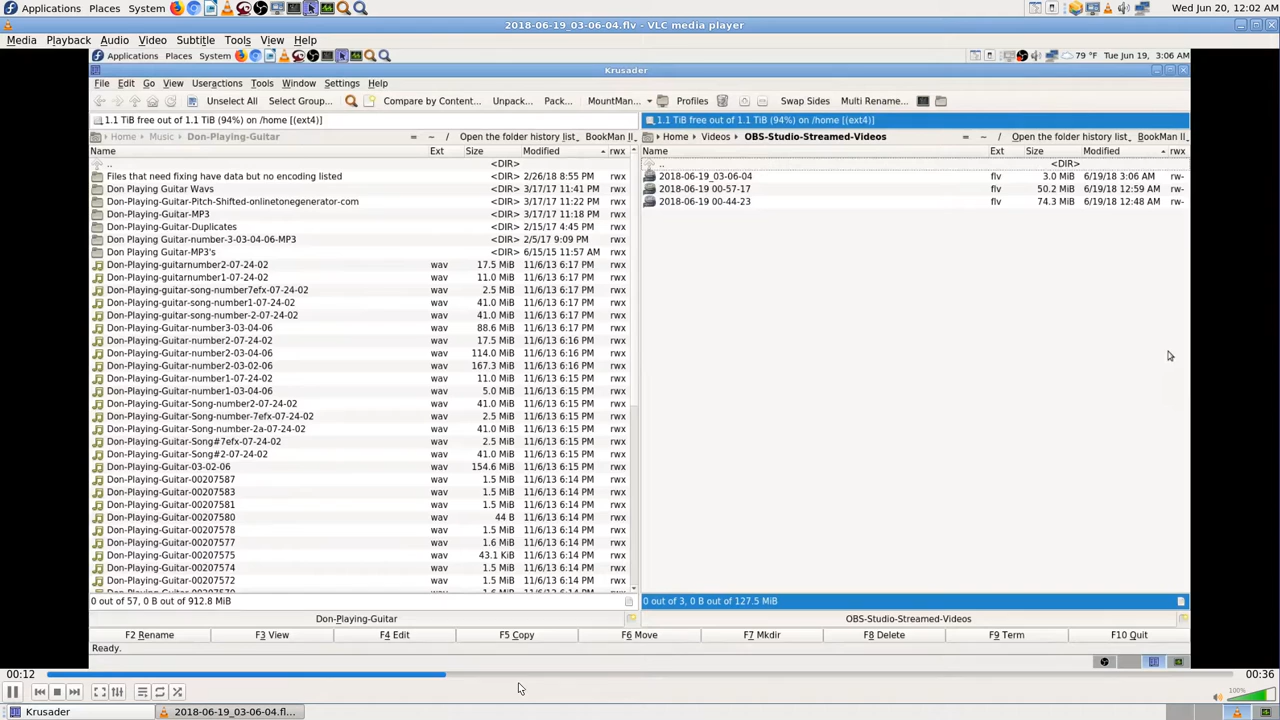 Applications Places System Wed Jun 20, 12:02 AM
2018-06-19_03-06-04.flv - VLC media player
Media Playback Audio Video Subtitle Tools View Help
Applications Places System 79 °F Tue Jun 19, 3:06 AM
Krusader
File Edit Go View Useractions Tools Window Settings Help
Unselect All Select Group... Compare by Content... Unpack... Pack... MountMan... Profiles Swap Sides Multi Rename...
1.1 TiB free out of 1.1 TiB (94%) on /home [(ext4)] 1.1 TiB free out of 1.1 TiB (94%) on /home [(ext4)]
Home Music Don-Playing-Guitar = ~ / Open the folder history list BookMan II Home Videos OBS-Studio-Streamed-Videos = ~ / Open the folder history list BookMan II
Name Ext Size Modified rwx Name Ext Size Modified rwx
.. <DIR> .. <DIR>
Files that need fixing have data but no encoding listed <DIR> 2/26/18 8:55 PM rwx 2018-06-19_03-06-04 flv 3.0 MiB 6/19/18 3:06 AM rw-
Don Playing Guitar Wavs <DIR> 3/17/17 11:41 PM rwx 2018-06-19 00-57-17 flv 50.2 MiB 6/19/18 12:59 AM rw-
Don-Playing-Guitar-Pitch-Shifted-onlinetonegenerator-com <DIR> 3/17/17 11:22 PM rwx 2018-06-19 00-44-23 flv 74.3 MiB 6/19/18 12:48 AM rw-
Don-Playing-Guitar-MP3 <DIR> 3/17/17 11:18 PM rwx
Don-Playing-Guitar-Duplicates <DIR> 2/15/17 4:45 PM rwx
Don Playing Guitar-number-3-03-04-06-MP3 <DIR> 2/5/17 9:09 PM rwx
Don Playing Guitar-MP3's <DIR> 6/15/15 11:57 AM rwx
Don-Playing-guitarnumber2-07-24-02 wav 17.5 MiB 11/6/13 6:17 PM rwx
Don-Playing-guitarnumber1-07-24-02 wav 11.0 MiB 11/6/13 6:17 PM rwx
Don-Playing-guitar-song-number7efx-07-24-02 wav 2.5 MiB 11/6/13 6:17 PM rwx
Don-Playing-guitar-song-number1-07-24-02 wav 41.0 MiB 11/6/13 6:17 PM rwx
Don-Playing-guitar-song-number-2-07-24-02 wav 41.0 MiB 11/6/13 6:17 PM rwx
Don-Playing-Guitar-number3-03-04-06 wav 88.6 MiB 11/6/13 6:17 PM rwx
Don-Playing-Guitar-number2-07-24-02 wav 17.5 MiB 11/6/13 6:16 PM rwx
Don-Playing-Guitar-number2-03-04-06 wav 114.0 MiB 11/6/13 6:16 PM rwx
Don-Playing-Guitar-number2-03-02-06 wav 167.3 MiB 11/6/13 6:16 PM rwx
Don-Playing-Guitar-number1-07-24-02 wav 11.0 MiB 11/6/13 6:15 PM rwx
Don-Playing-Guitar-number1-03-04-06 wav 5.0 MiB 11/6/13 6:15 PM rwx
Don-Playing-Guitar-Song-number2-07-24-02 wav 41.0 MiB 11/6/13 6:15 PM rwx
Don-Playing-Guitar-Song-number-7efx-07-24-02 wav 2.5 MiB 11/6/13 6:15 PM rwx
Don-Playing-Guitar-Song-number-2a-07-24-02 wav 41.0 MiB 11/6/13 6:15 PM rwx
Don-Playing-Guitar-Song#7efx-07-24-02 wav 2.5 MiB 11/6/13 6:15 PM rwx
Don-Playing-Guitar-Song#2-07-24-02 wav 41.0 MiB 11/6/13 6:15 PM rwx
Don-Playing-Guitar-03-02-06 wav 154.6 MiB 11/6/13 6:15 PM rwx
Don-Playing-Guitar-00207587 wav 1.5 MiB 11/6/13 6:14 PM rwx
Don-Playing-Guitar-00207583 wav 1.5 MiB 11/6/13 6:14 PM rwx
Don-Playing-Guitar-00207581 wav 1.5 MiB 11/6/13 6:14 PM rwx
Don-Playing-Guitar-00207580 wav 44 B 11/6/13 6:14 PM rwx
Don-Playing-Guitar-00207578 wav 1.5 MiB 11/6/13 6:14 PM rwx
Don-Playing-Guitar-00207577 wav 1.6 MiB 11/6/13 6:14 PM rwx
Don-Playing-Guitar-00207575 wav 43.1 KiB 11/6/13 6:14 PM rwx
Don-Playing-Guitar-00207574 wav 1.5 MiB 11/6/13 6:14 PM rwx
Don-Playing-Guitar-00207572 wav 1.5 MiB 11/6/13 6:14 PM rwx
0 out of 57, 0 B out of 912.8 MiB 0 out of 3, 0 B out of 127.5 MiB
Don-Playing-Guitar OBS-Studio-Streamed-Videos
F2 Rename F3 View F4 Edit F5 Copy F6 Move F7 Mkdir F8 Delete F9 Term F10 Quit
Ready.
00:12 00:36
100%
Krusader 2018-06-19_03-06-04.fl...